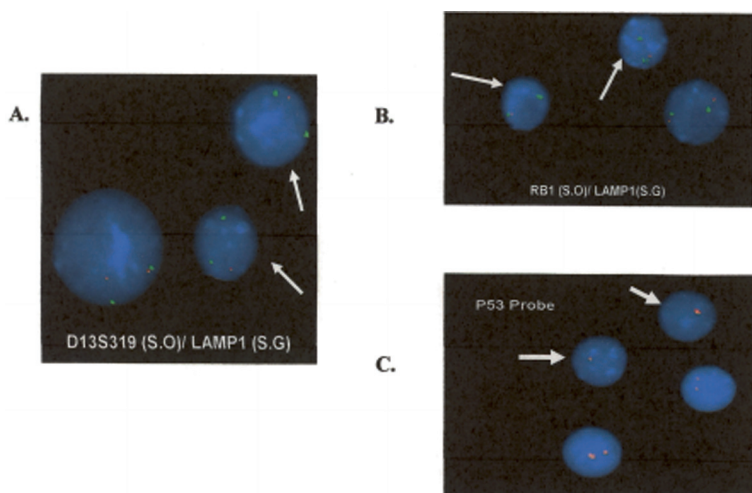 A.
D13S319 (S.O)/ LAMP1 (S.G)
B.
RB1 (S.O)/ LAMP1(S.G)
C.
P53 Probe